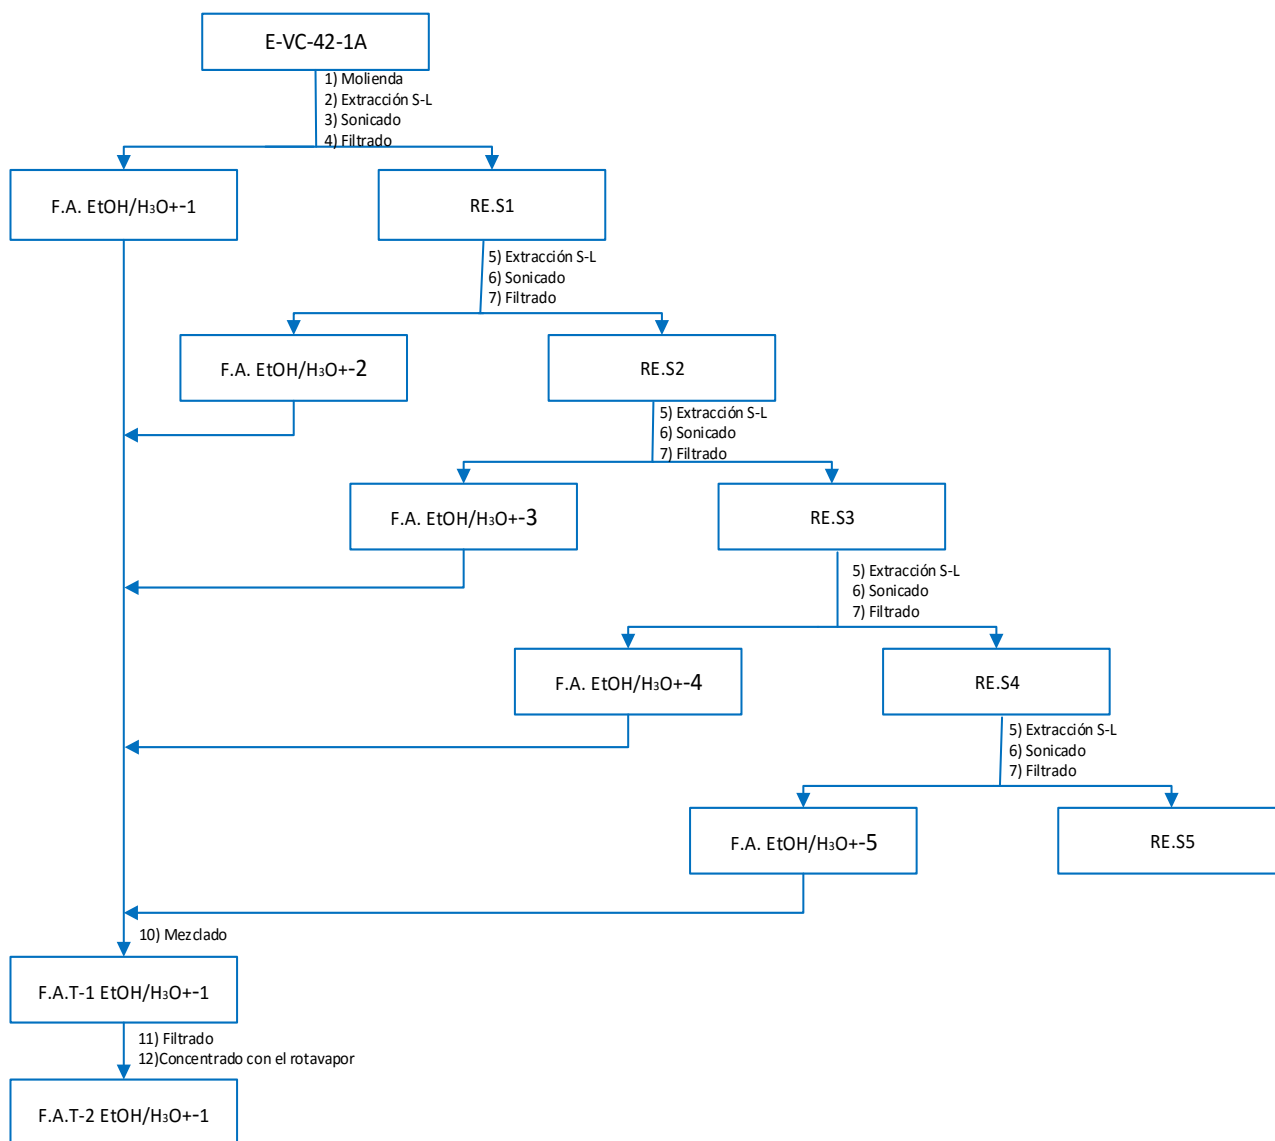 E-VC-42-1A
1) Molienda
2) Extracción S-L
3) Sonicado
4) Filtrado
F.A. EtOH/H₃O+-1
RE.S1
5) Extracción S-L
6) Sonicado
7) Filtrado
F.A. EtOH/H₃O+-2
RE.S2
5) Extracción S-L
6) Sonicado
7) Filtrado
F.A. EtOH/H₃O+-3
RE.S3
5) Extracción S-L
6) Sonicado
7) Filtrado
F.A. EtOH/H₃O+-4
RE.S4
5) Extracción S-L
6) Sonicado
7) Filtrado
F.A. EtOH/H₃O+-5
RE.S5
10) Mezclado
F.A.T-1 EtOH/H₃O+-1
11) Filtrado
12)Concentrado con el rotavapor
F.A.T-2 EtOH/H₃O+-1